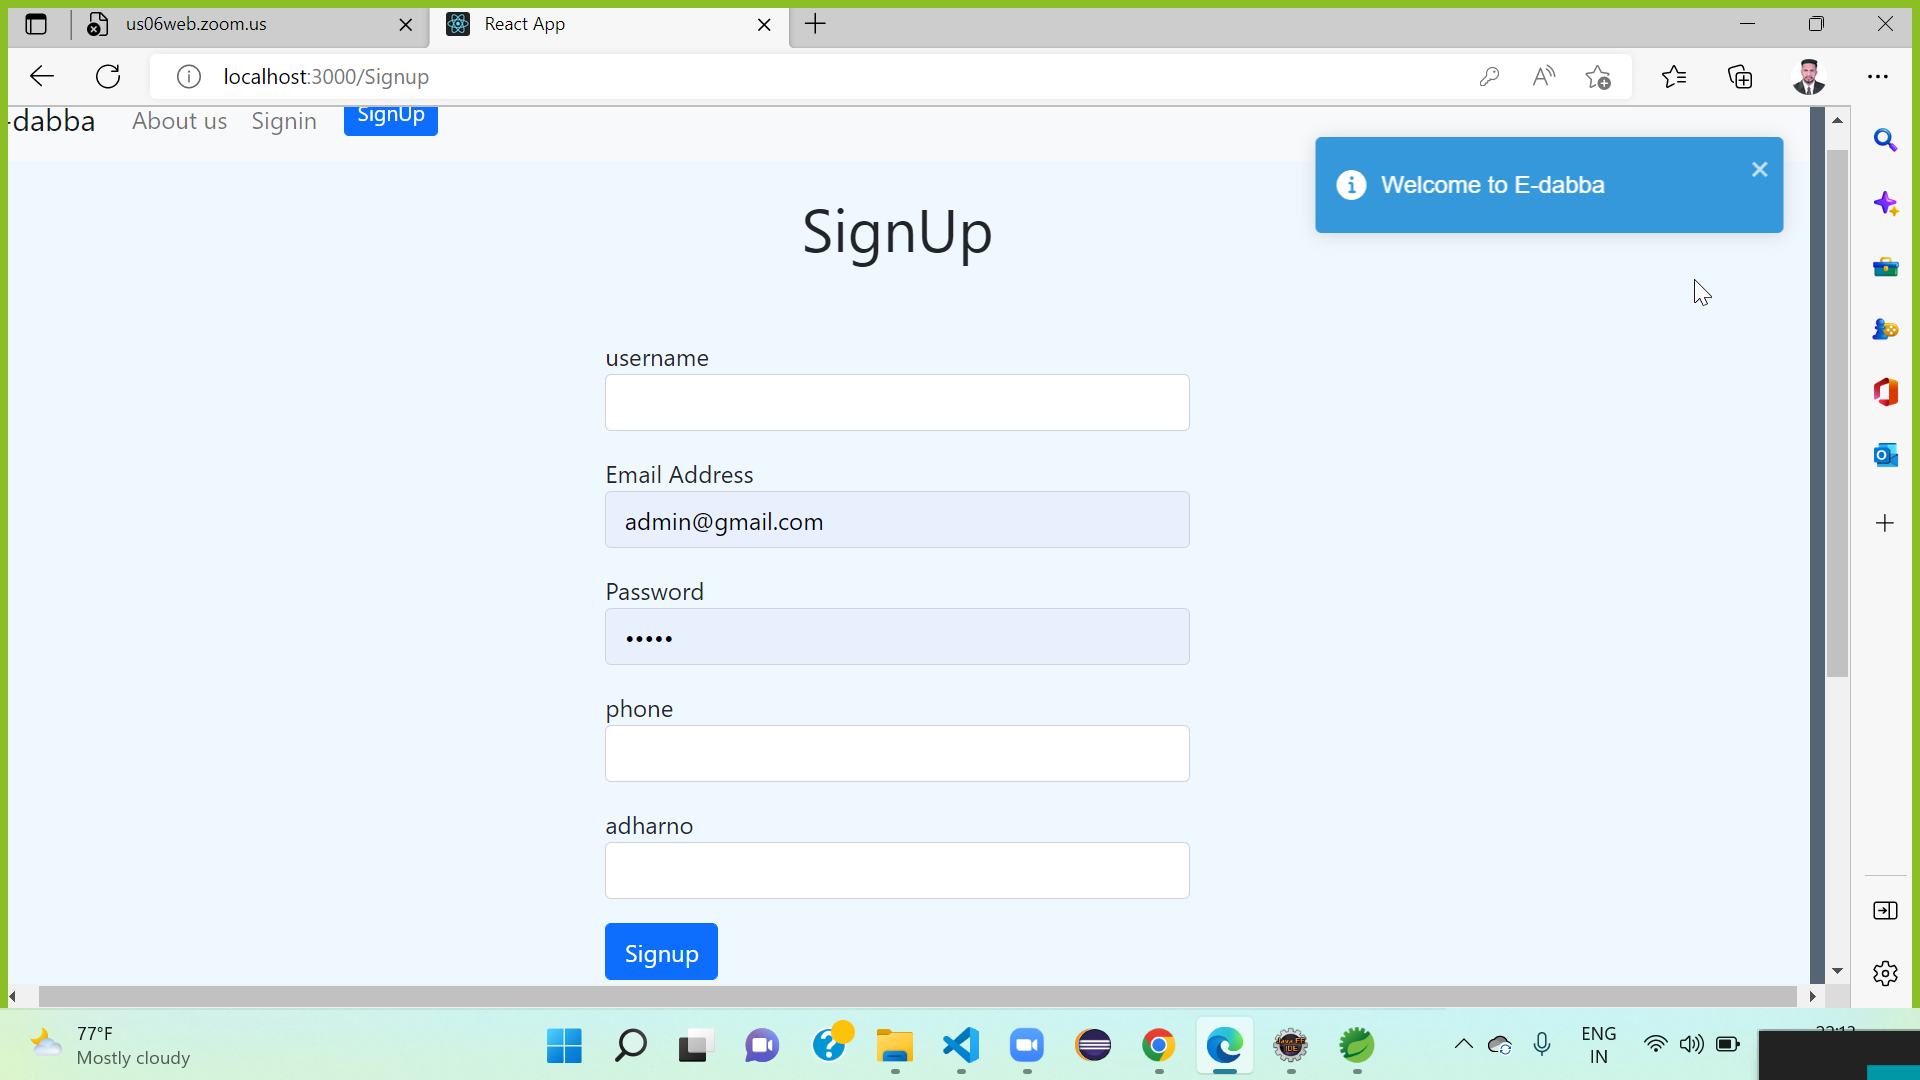 us06web.zoom.us
React App
localhost:3000/Signup
-dabba About us Signin SignUp
Welcome to E-dabba
SignUp
username
Email Address
admin@gmail.com
Password
•••••
phone
adharno
Signup
77°F
Mostly cloudy
ENG
IN